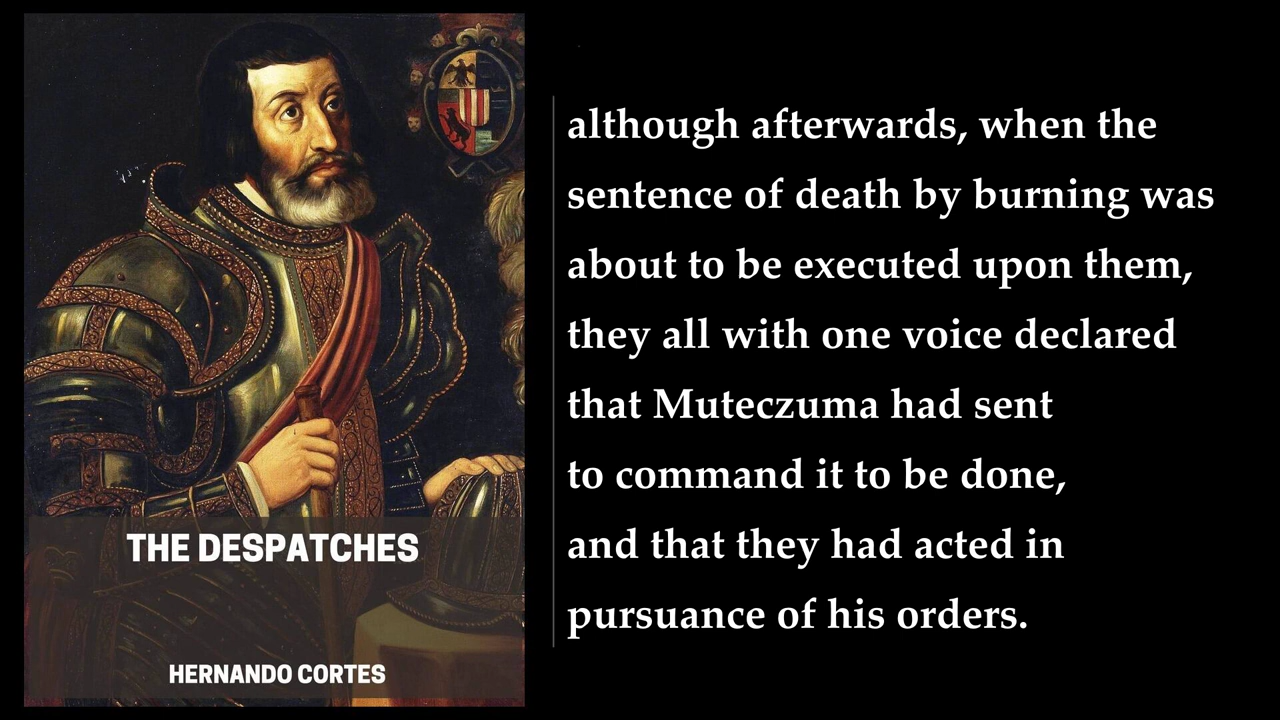 THE DESPATCHES
HERNANDO CORTES
although afterwards, when the
sentence of death by burning was
about to be executed upon them,
they all with one voice declared
that Muteczuma had sent
to command it to be done,
and that they had acted in
pursuance of his orders.